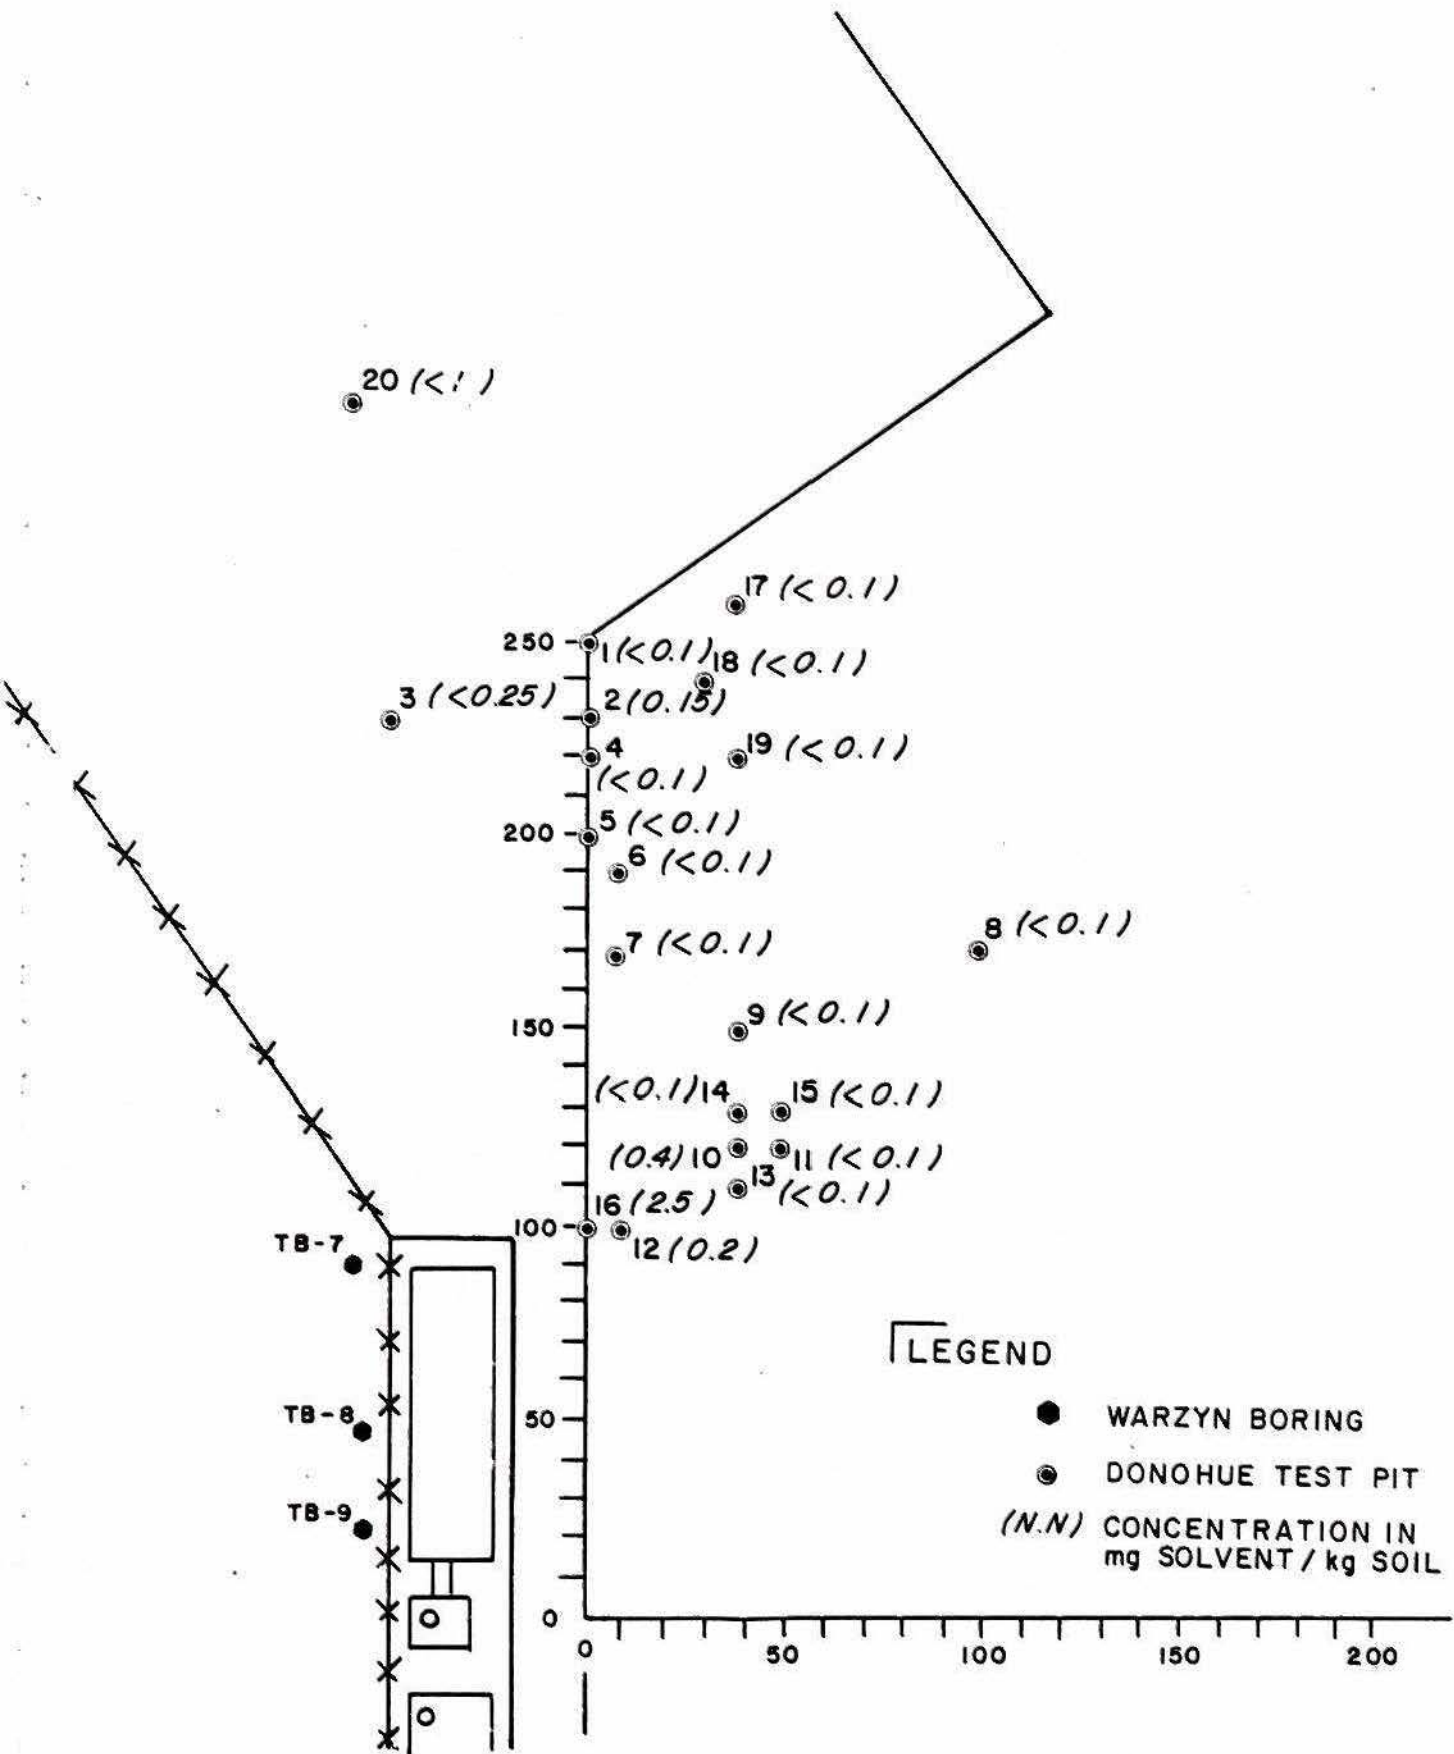 20 (<! )
17 (<0.1)
250
1(<0.1)
18 (<0.1)
3 (<0.25)
2(0.15)
4
(<0.1)
19 (<0.1)
200
5 (<0.1)
6 (<0.1)
8 (<0.1)
7 (<0.1)
150
9 (<0.1)
(<0.1)14
15 (<0.1)
(0.4)10
11 (<0.1)
13
(<0.1)
16 (2.5)
100
12(0.2)
TB-7
LEGEND
TB-8
50
WARZYN BORING
DONOHUE TEST PIT
TB-9
(N.N) CONCENTRATION IN
mg SOLVENT / kg SOIL
0
0 50 100 150 200